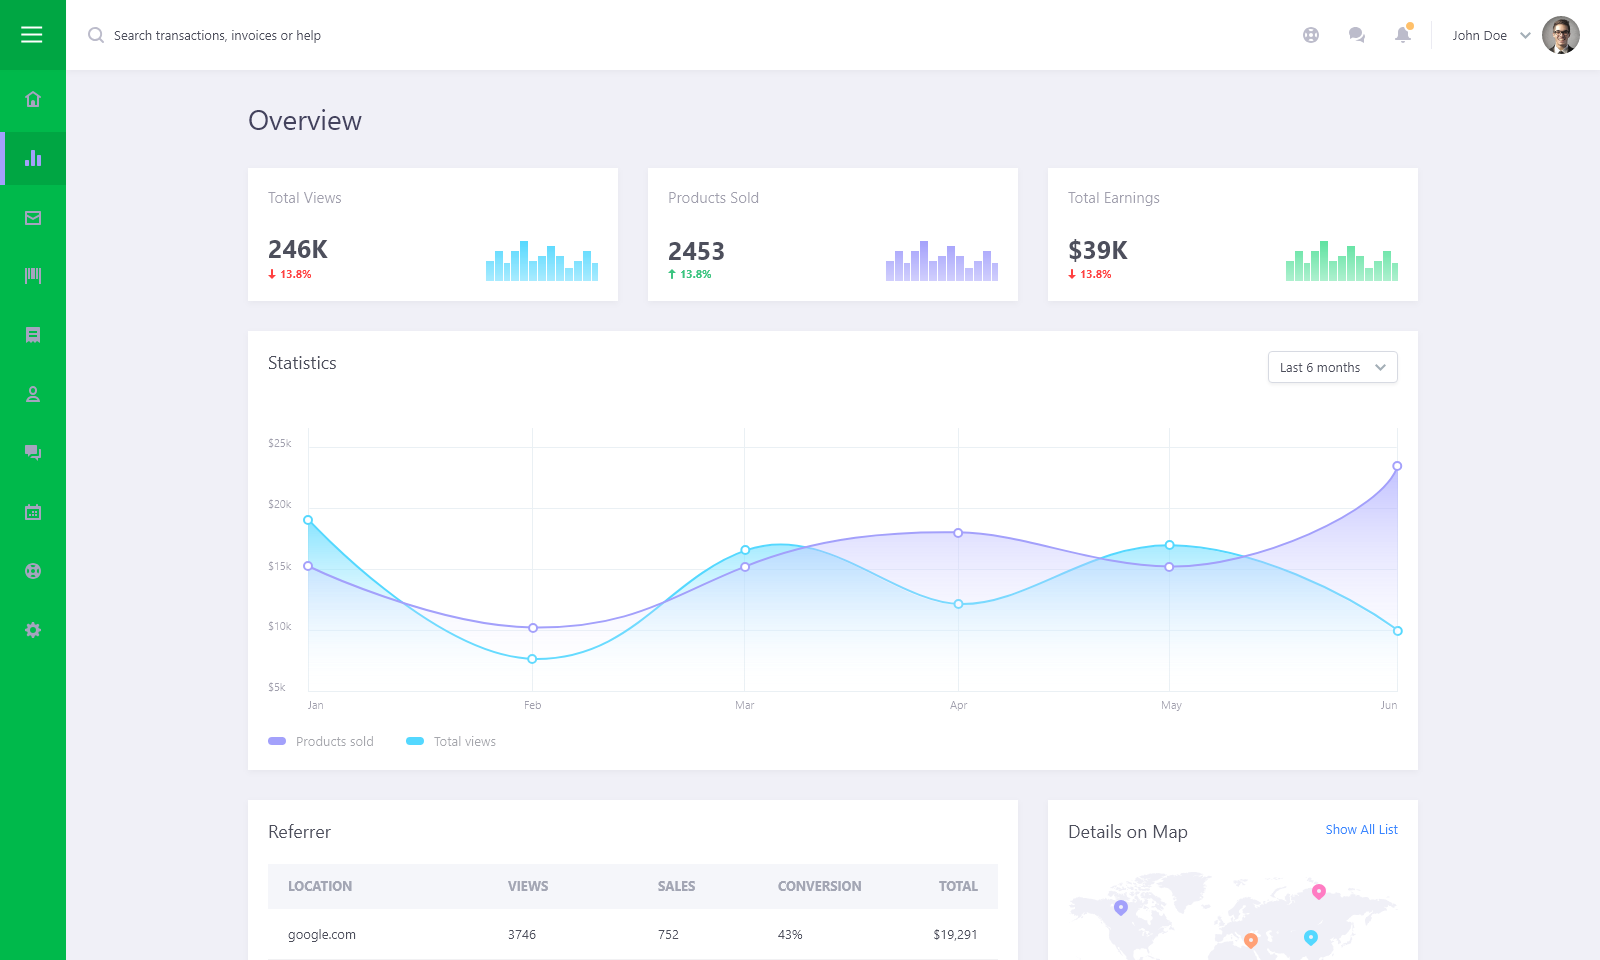 Search transactions, invoices or help
John Doe
Overview
Total Views
246K
13.8%
Products Sold
2453
13.8%
Total Earnings
$39K
13.8%
Statistics
Last 6 months
$25k
$20k
$15k
$10k
$5k
Jan Feb Mar Apr May Jun
Products sold Total views
Referrer
LOCATION VIEWS SALES CONVERSION TOTAL
google.com 3746 752 43% $19,291
Details on Map
Show All List